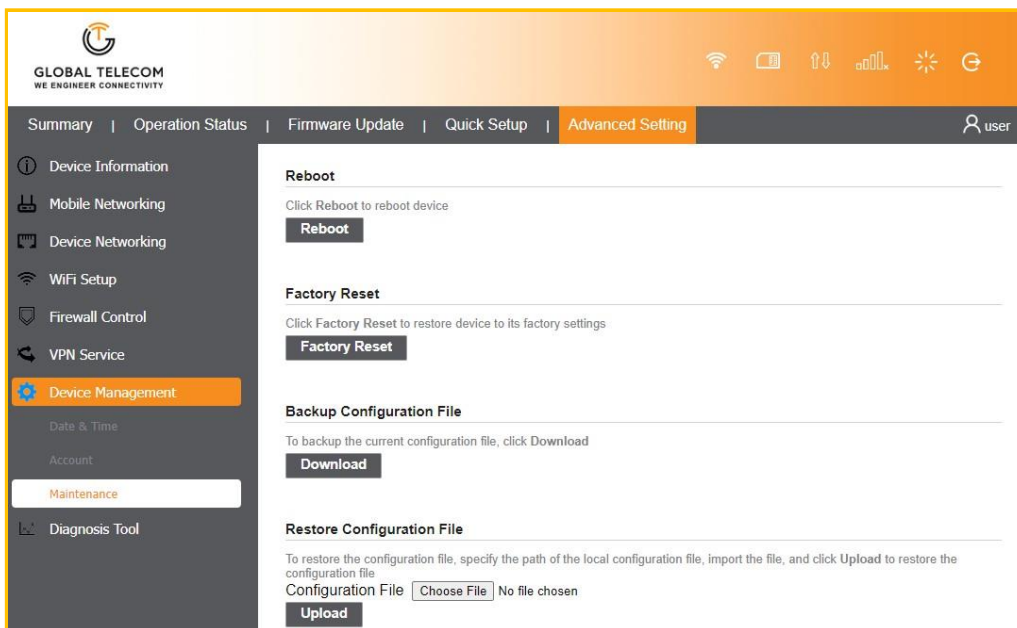 GLOBAL TELECOM
WE ENGINEER CONNECTIVITY
Summary | Operation Status | Firmware Update | Quick Setup | Advanced Setting
user
Device Information
Mobile Networking
Device Networking
WiFi Setup
Firewall Control
VPN Service
Device Management
Date & Time
Account
Maintenance
Diagnosis Tool
Reboot
Click Reboot to reboot device
Reboot
Factory Reset
Click Factory Reset to restore device to its factory settings
Factory Reset
Backup Configuration File
To backup the current configuration file, click Download
Download
Restore Configuration File
To restore the configuration file, specify the path of the local configuration file, import the file, and click Upload to restore the
configuration file
Configuration File Choose File No file chosen
Upload